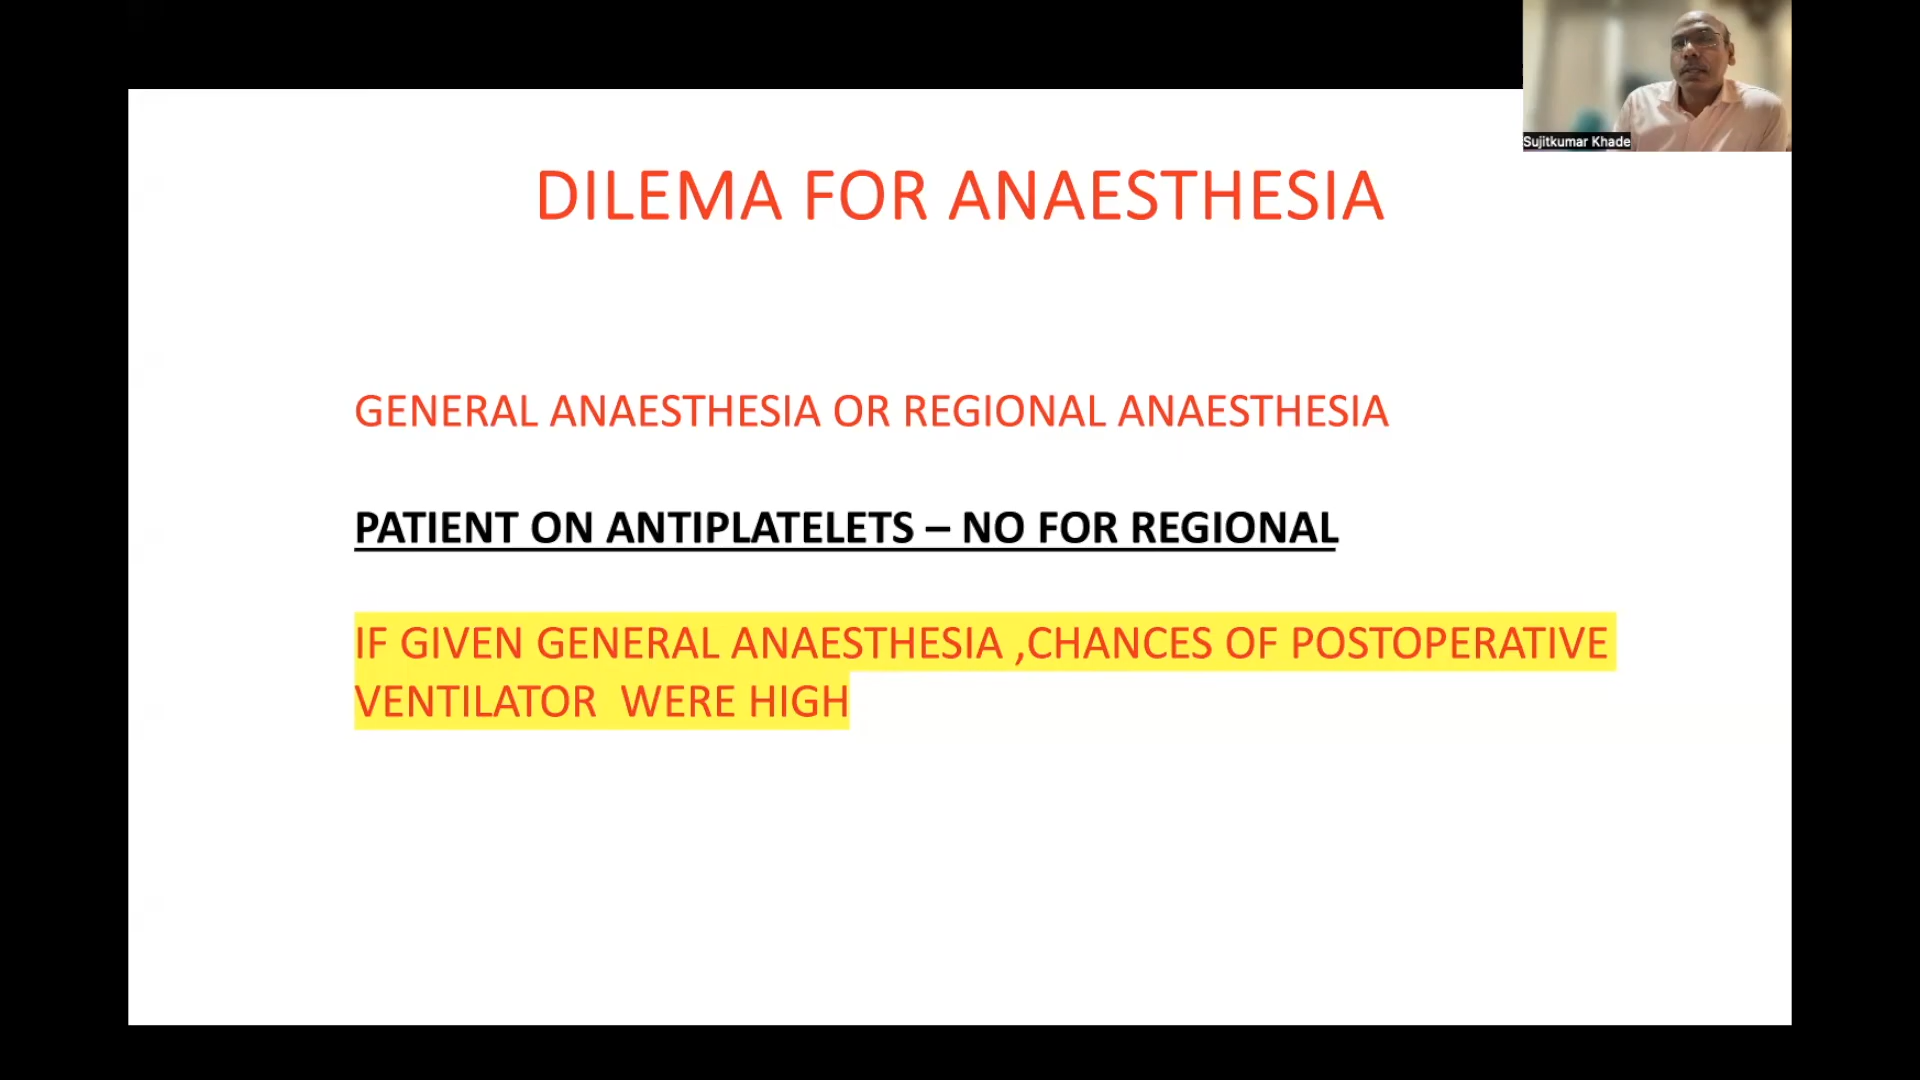 Sujitkumar Khade
DILEMA FOR ANAESTHESIA
GENERAL ANAESTHESIA OR REGIONAL ANAESTHESIA
PATIENT ON ANTIPLATELETS – NO FOR REGIONAL
IF GIVEN GENERAL ANAESTHESIA ,CHANCES OF POSTOPERATIVE
VENTILATOR  WERE HIGH